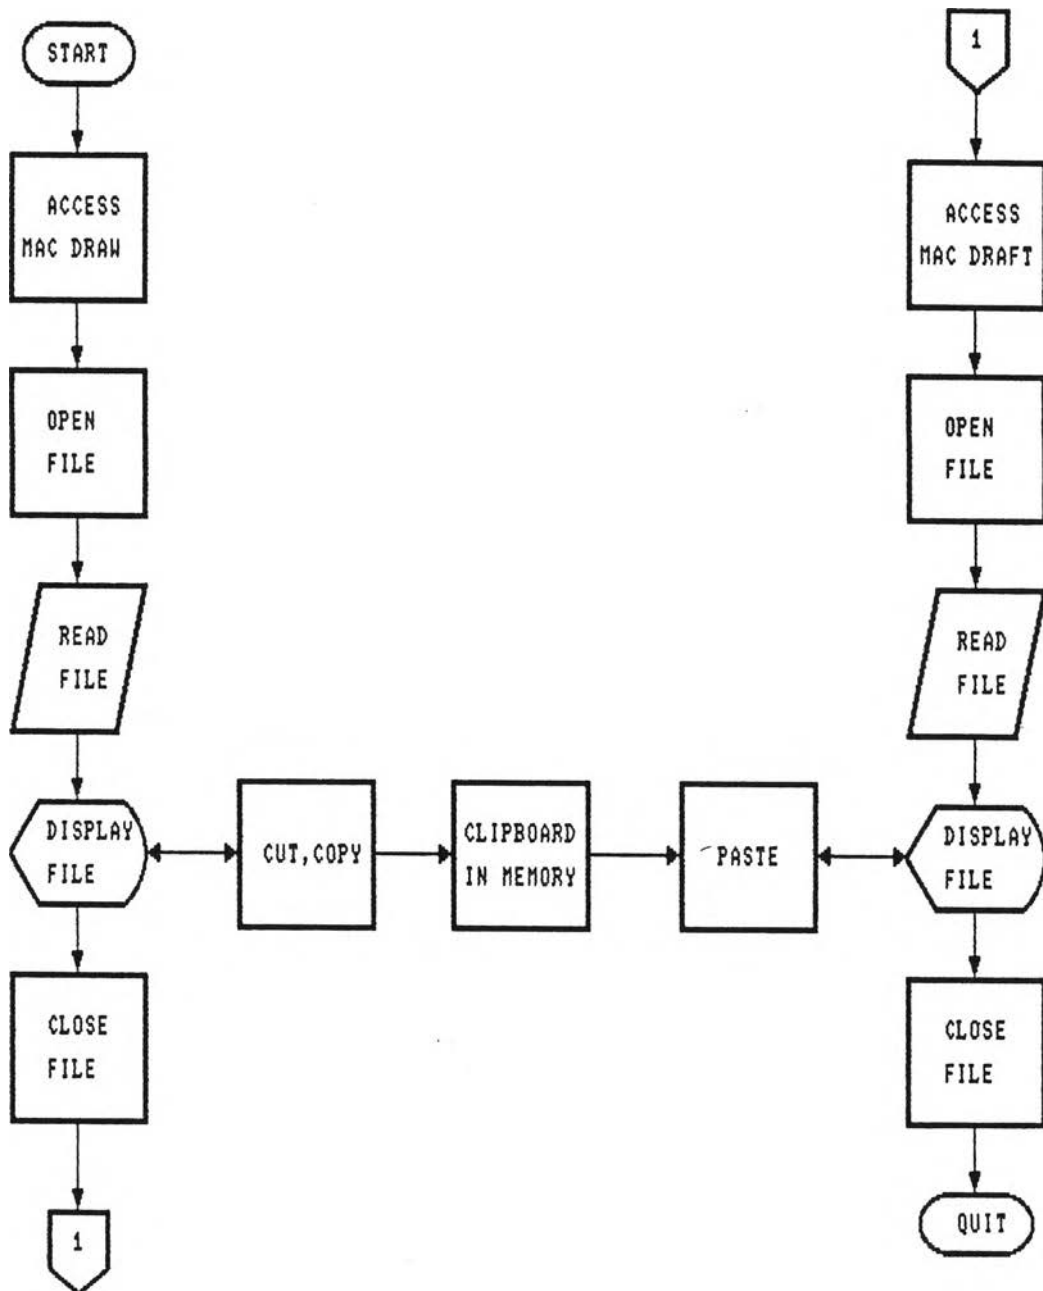 START
ACCESS
MAC DRAW
OPEN
FILE
READ
FILE
DISPLAY
FILE
CLOSE
FILE
1
CUT,COPY
CLIPBOARD
IN MEMORY
PASTE
1
ACCESS
MAC DRAFT
OPEN
FILE
READ
FILE
DISPLAY
FILE
CLOSE
FILE
QUIT